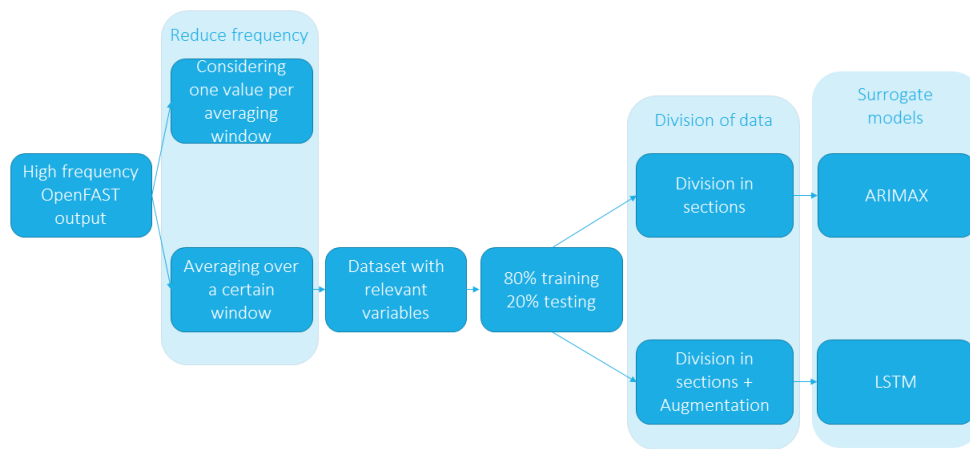 Reduce frequency
Considering
one value per
averaging
window
High frequency
OpenFAST
output
Averaging over
a certain
window
Dataset with
relevant
variables
80% training
20% testing
Division of data
Division in
sections
Division in
sections +
Augmentation
Surrogate
models
ARIMAX
LSTM